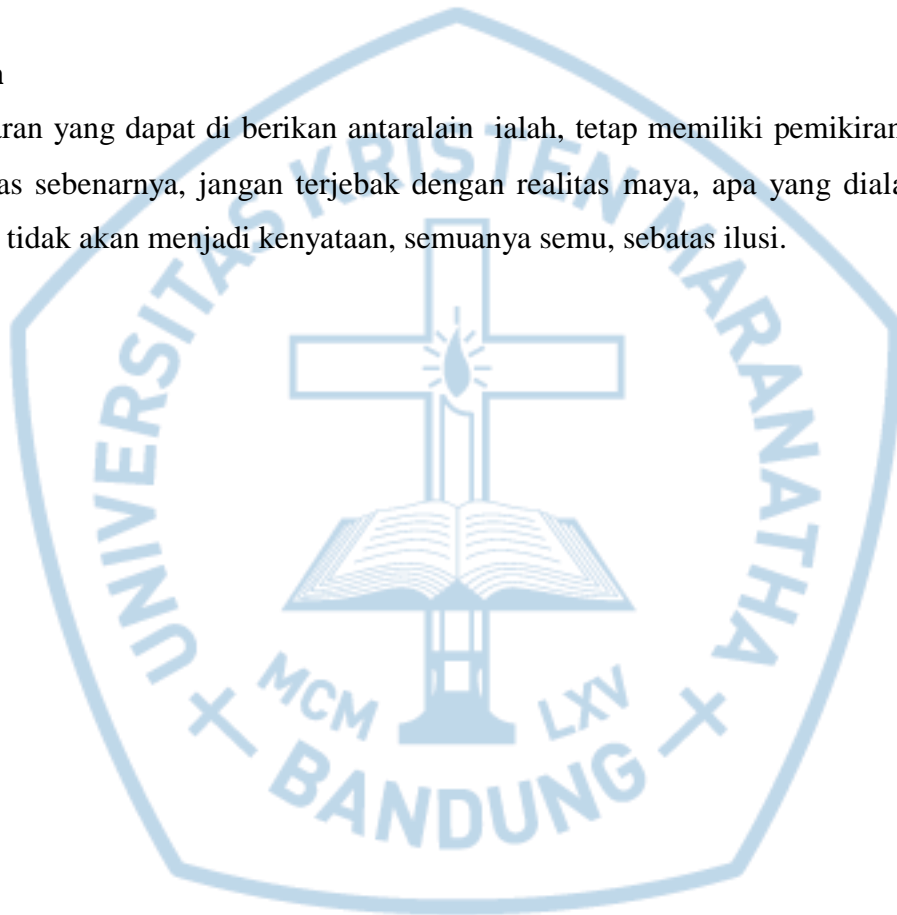 n
aran yang dapat di berikan antaralain ialah, tetap memiliki pemikiran
as sebenarnya, jangan terjebak dengan realitas maya, apa yang diala
tidak akan menjadi kenyataan, semuanya semu, sebatas ilusi.
UNIVERSITAS KRISTEN MARANATHA
MCM LXV
BANDUNG